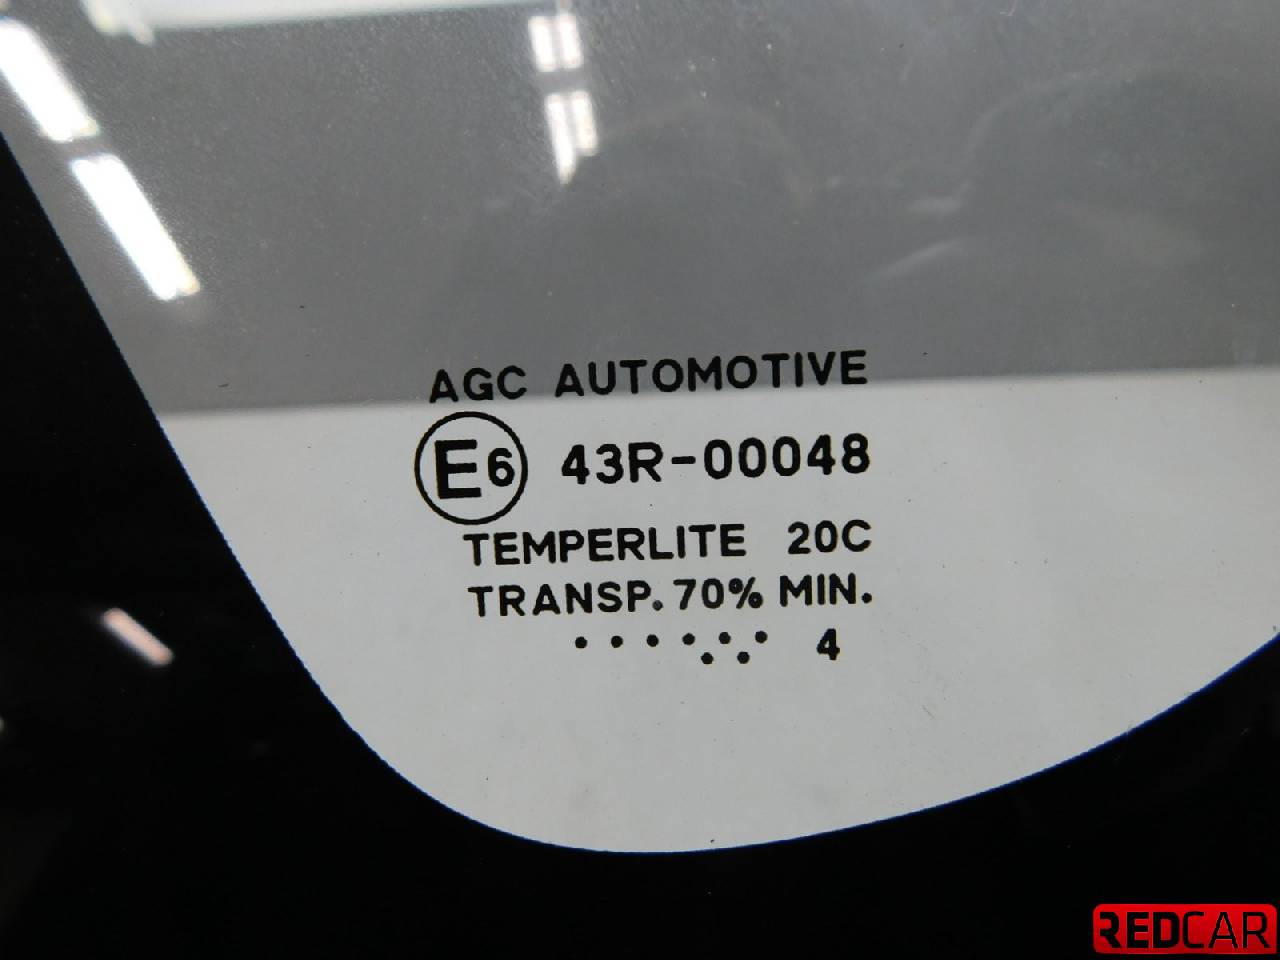 AGC AUTOMOTIVE
E6 43R-00048
TEMPERLITE 20C
TRANSP. 70% MIN.
4
REDCAR